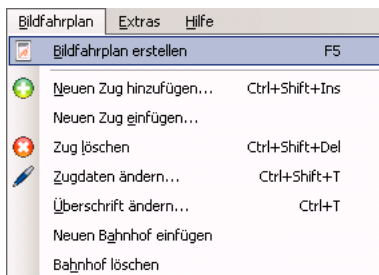 Bildfahrplan Extras Hilfe
Bildfahrplan erstellen F5
Neuen Zug hinzufügen... Ctrl+Shift+Ins
Neuen Zug einfügen...
Zug löschen Ctrl+Shift+Del
Zugdaten ändern... Ctrl+Shift+T
Überschrift ändern... Ctrl+T
Neuen Bahnhof einfügen
Bahnhof löschen